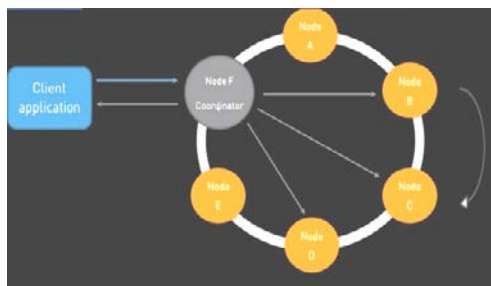 Client
application
Node F
Coordinator
Node
A
Node
B
Node
C
Node
D
Node
E